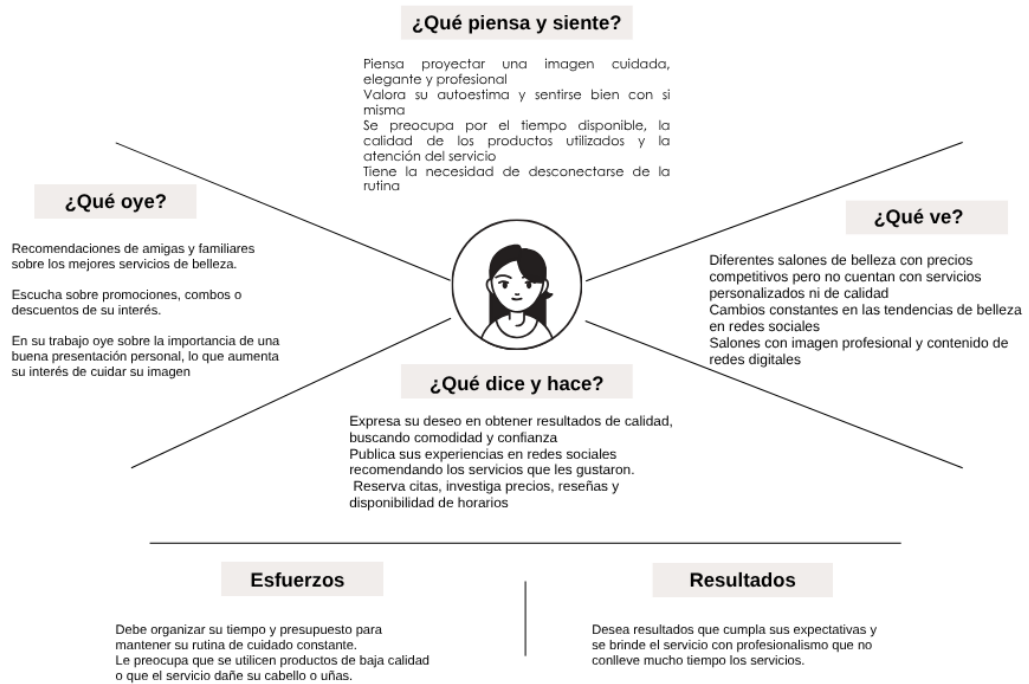 ¿Qué piensa y siente?
Piensa proyectar una imagen cuidada,
elegante y profesional
Valora su autoestima y sentirse bien con si
misma
Se preocupa por el tiempo disponible, la
calidad de los productos utilizados y la
atención del servicio
Tiene la necesidad de desconectarse de la
rutina
¿Qué oye?
Recomendaciones de amigas y familiares
sobre los mejores servicios de belleza.
Escucha sobre promociones, combos o
descuentos de su interés.
En su trabajo oye sobre la importancia de una
buena presentación personal, lo que aumenta
su interés de cuidar su imagen
¿Qué ve?
Diferentes salones de belleza con precios
competitivos pero no cuentan con servicios
personalizados ni de calidad
Cambios constantes en las tendencias de belleza
en redes sociales
Salones con imagen profesional y contenido de
redes digitales
¿Qué dice y hace?
Expresa su deseo en obtener resultados de calidad,
buscando comodidad y confianza
Publica sus experiencias en redes sociales
recomendando los servicios que les gustaron.
Reserva citas, investiga precios, reseñas y
disponibilidad de horarios
Esfuerzos
Debe organizar su tiempo y presupuesto para
mantener su rutina de cuidado constante.
Le preocupa que se utilicen productos de baja calidad
o que el servicio dañe su cabello o uñas.
Resultados
Desea resultados que cumpla sus expectativas y
se brinde el servicio con profesionalismo que no
conlleve mucho tiempo los servicios.